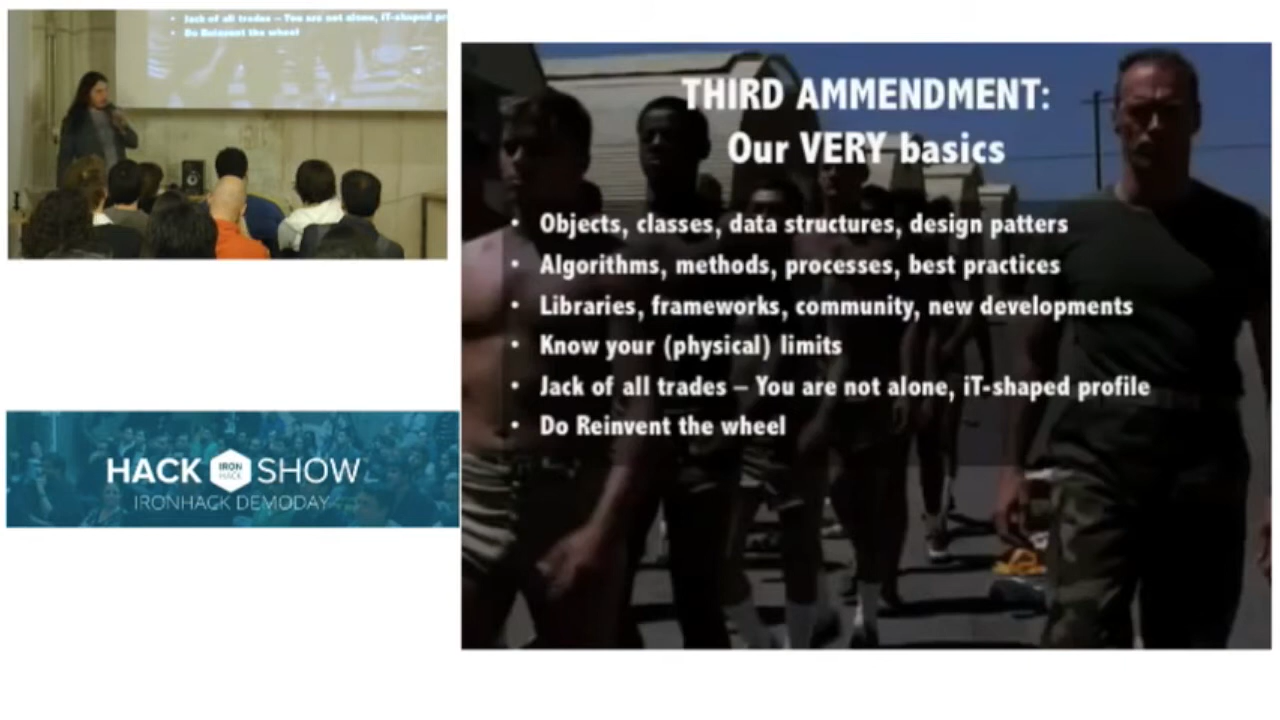 Jack of all trades – You are not alone, iT-shaped pr
Do Reinvent the wheel
THIRD AMMENDMENT:
Our VERY basics
• Objects, classes, data structures, design patters
• Algorithms, methods, processes, best practices
• Libraries, frameworks, community, new developments
• Know your (physical) limits
• Jack of all trades – You are not alone, iT-shaped profile
• Do Reinvent the wheel
HACK IRON HACK SHOW
IRONHACK DEMODAY